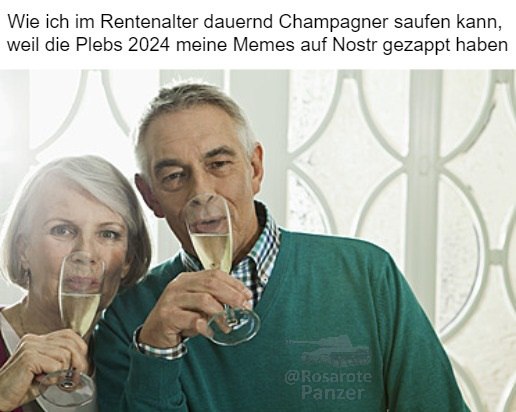 Wie ich im Rentenalter dauernd Champagner saufen kann,
weil die Plebs 2024 meine Memes auf Nostr gezappt haben
@Rosarote
Panzer